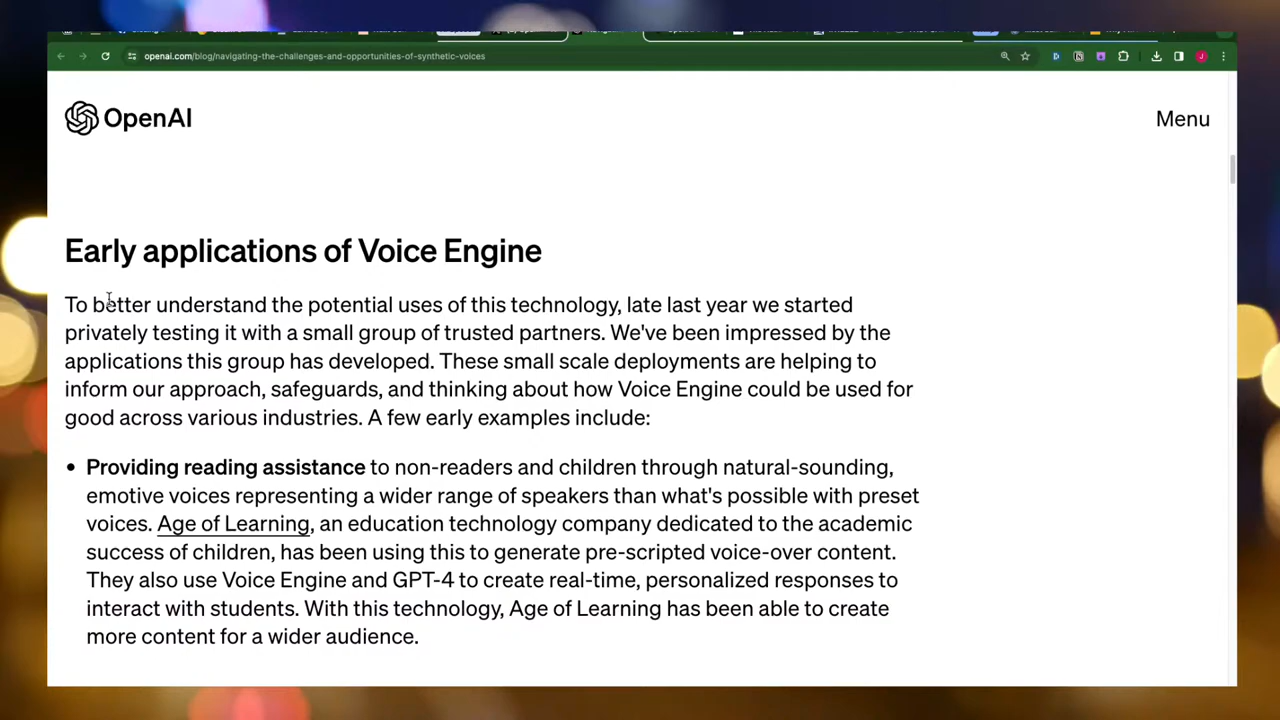 openai.com/blog/navigating-the-challenges-and-opportunities-of-synthetic-voices
OpenAI
Menu
Early applications of Voice Engine
To better understand the potential uses of this technology, late last year we started
privately testing it with a small group of trusted partners. We've been impressed by the
applications this group has developed. These small scale deployments are helping to
inform our approach, safeguards, and thinking about how Voice Engine could be used for
good across various industries. A few early examples include:
• Providing reading assistance to non-readers and children through natural-sounding,
emotive voices representing a wider range of speakers than what's possible with preset
voices. Age of Learning, an education technology company dedicated to the academic
success of children, has been using this to generate pre-scripted voice-over content.
They also use Voice Engine and GPT-4 to create real-time, personalized responses to
interact with students. With this technology, Age of Learning has been able to create
more content for a wider audience.